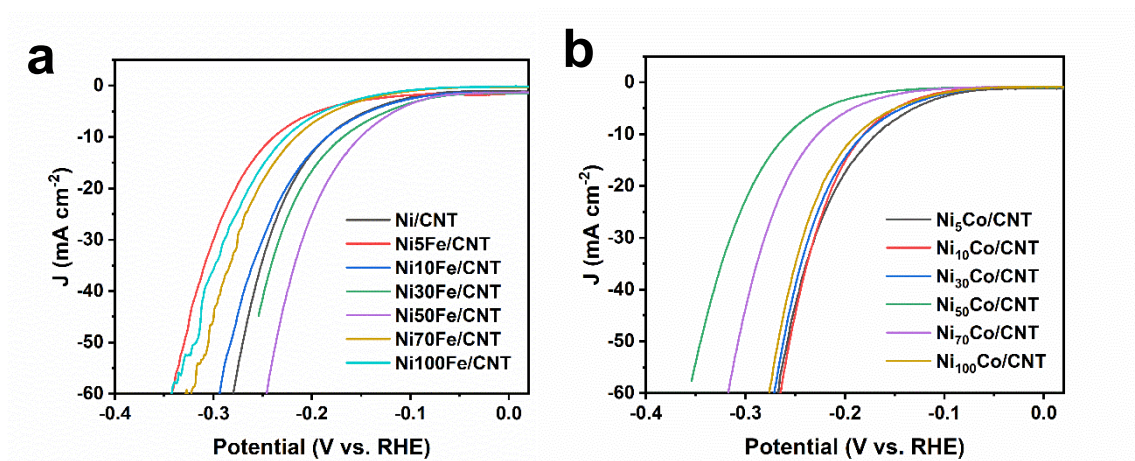 a
0
-10
-20
-30
-40
-50
-60
J (mA cm⁻²)
-0.4
-0.3
-0.2
-0.1
0.0
Potential (V vs. RHE)
Ni/CNT
Ni5Fe/CNT
Ni10Fe/CNT
Ni30Fe/CNT
Ni50Fe/CNT
Ni70Fe/CNT
Ni100Fe/CNT
b
0
-10
-20
-30
-40
-50
-60
J (mA cm⁻²)
-0.4
-0.3
-0.2
-0.1
0.0
Potential (V vs. RHE)
Ni₅Co/CNT
Ni₁₀Co/CNT
Ni₃₀Co/CNT
Ni₅₀Co/CNT
Ni₇₀Co/CNT
Ni₁₀₀Co/CNT